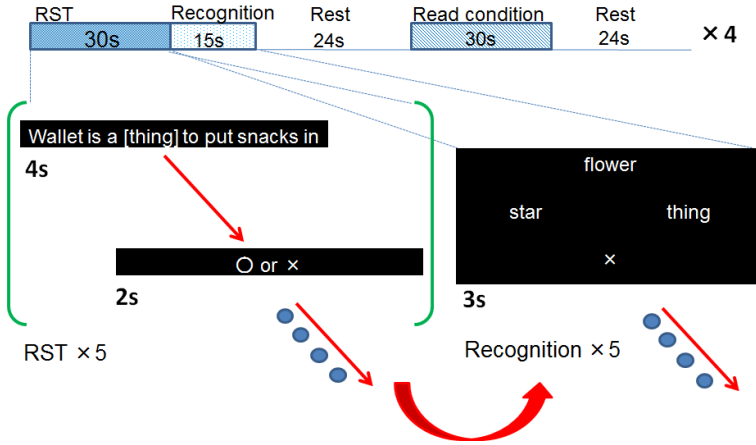 RST Recognition Rest Read condition Rest
30s 15s 24s 30s 24s × 4
Wallet is a [thing] to put snacks in
4s
flower
star thing
○ or ×
×
2s
3s
RST × 5
Recognition × 5